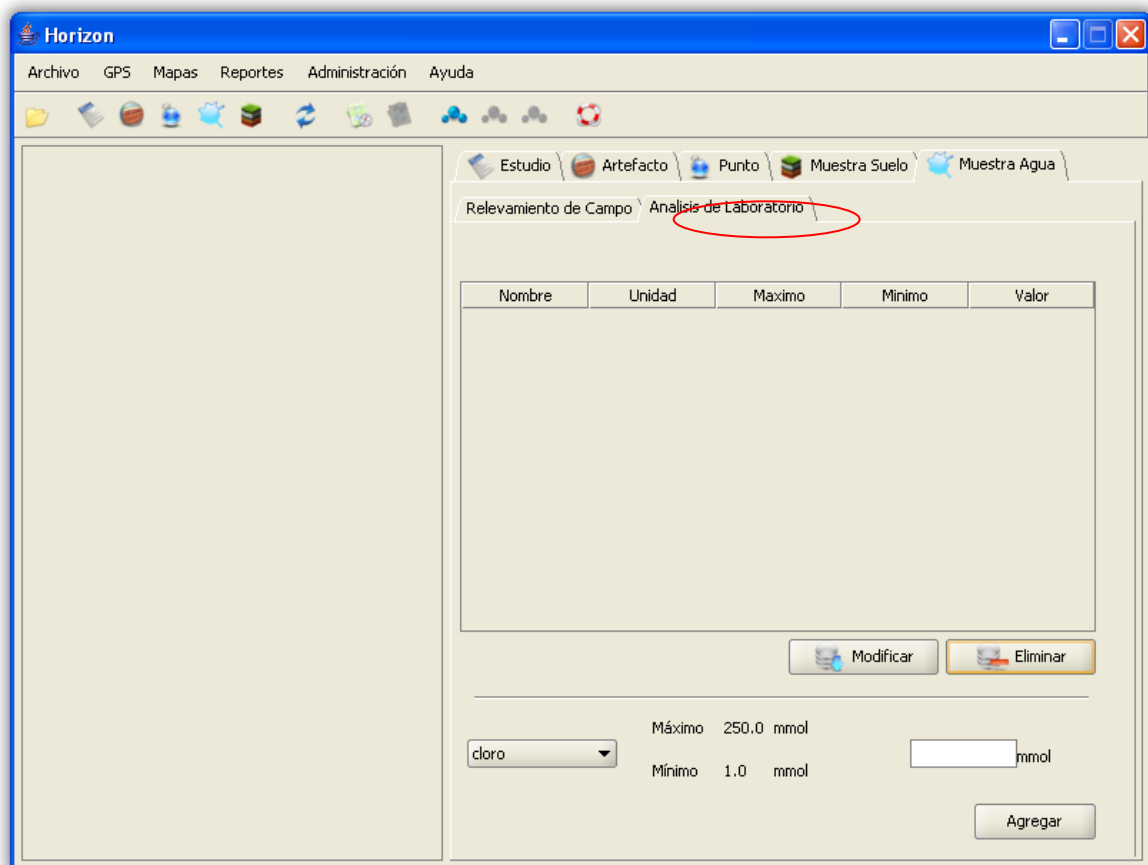 Horizon
Archivo GPS Mapas Reportes Administración Ayuda
Estudio Artefacto Punto Muestra Suelo Muestra Agua
Relevamiento de Campo Analisis de Laboratorio
Nombre Unidad Maximo Minimo Valor
Modificar Eliminar
Máximo 250.0 mmol
cloro mmol
Mínimo 1.0 mmol
Agregar